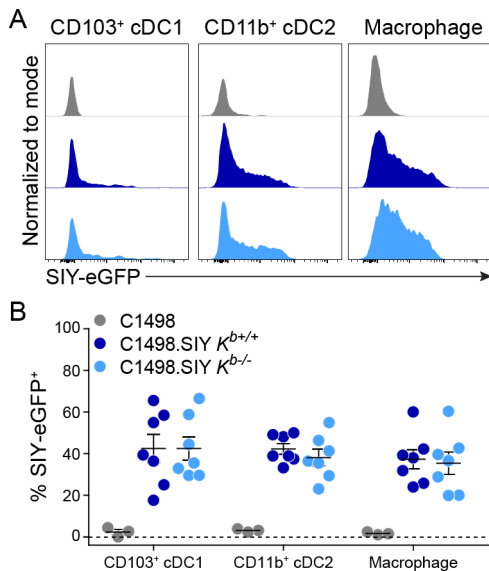 A
CD103+ cDC1
CD11b+ cDC2
Macrophage
Normalized to mode
SIY-eGFP
B
C1498
C1498.SIY Kb+/+
C1498.SIY Kb-/-
% SIY-eGFP+
100
80
60
40
20
0
CD103+ cDC1
CD11b+ cDC2
Macrophage